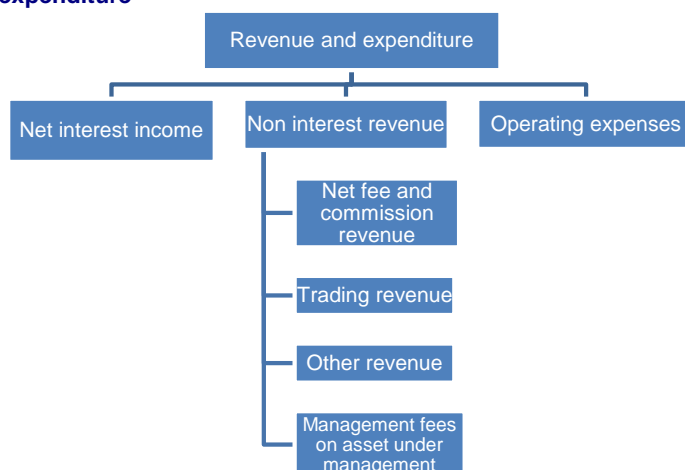 expenditure
Revenue and expenditure
Net interest income
Non interest revenue
Operating expenses
Net fee and
commission
revenue
Trading revenue
Other revenue
Management fees
on asset under
management